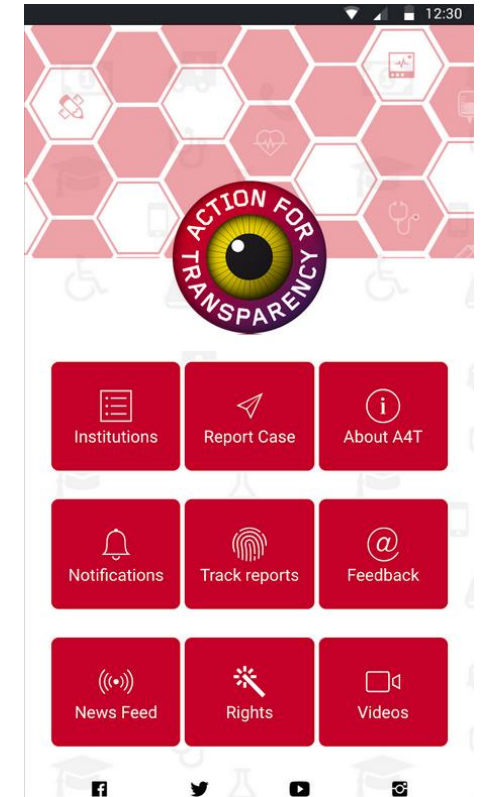 12:30
ACTION FOR
TRANSPARENCY
Institutions
Report Case
About A4T
Notifications
Track reports
Feedback
News Feed
Rights
Videos